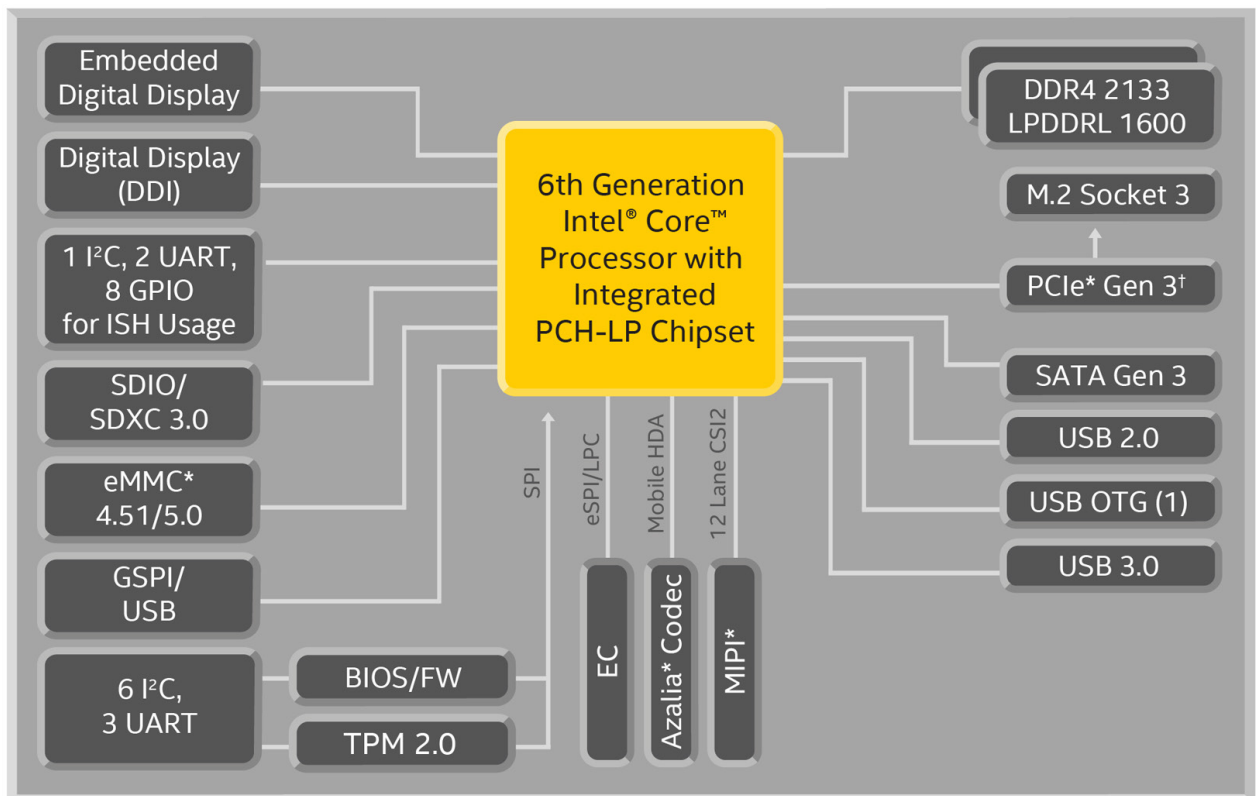 Embedded
Digital Display
Digital Display
(DDI)
1 I²C, 2 UART,
8 GPIO
for ISH Usage
SDIO/
SDXC 3.0
eMMC*
4.51/5.0
GSPI/
USB
6 I²C,
3 UART
BIOS/FW
TPM 2.0
6th Generation
Intel® Core™
Processor with
Integrated
PCH-LP Chipset
SPI
eSPI/LPC
Mobile HDA
12 Lane CSI2
EC
Azalia* Codec
MIPI*
DDR4 2133
LPDDRL 1600
M.2 Socket 3
PCIe* Gen 3†
SATA Gen 3
USB 2.0
USB OTG (1)
USB 3.0